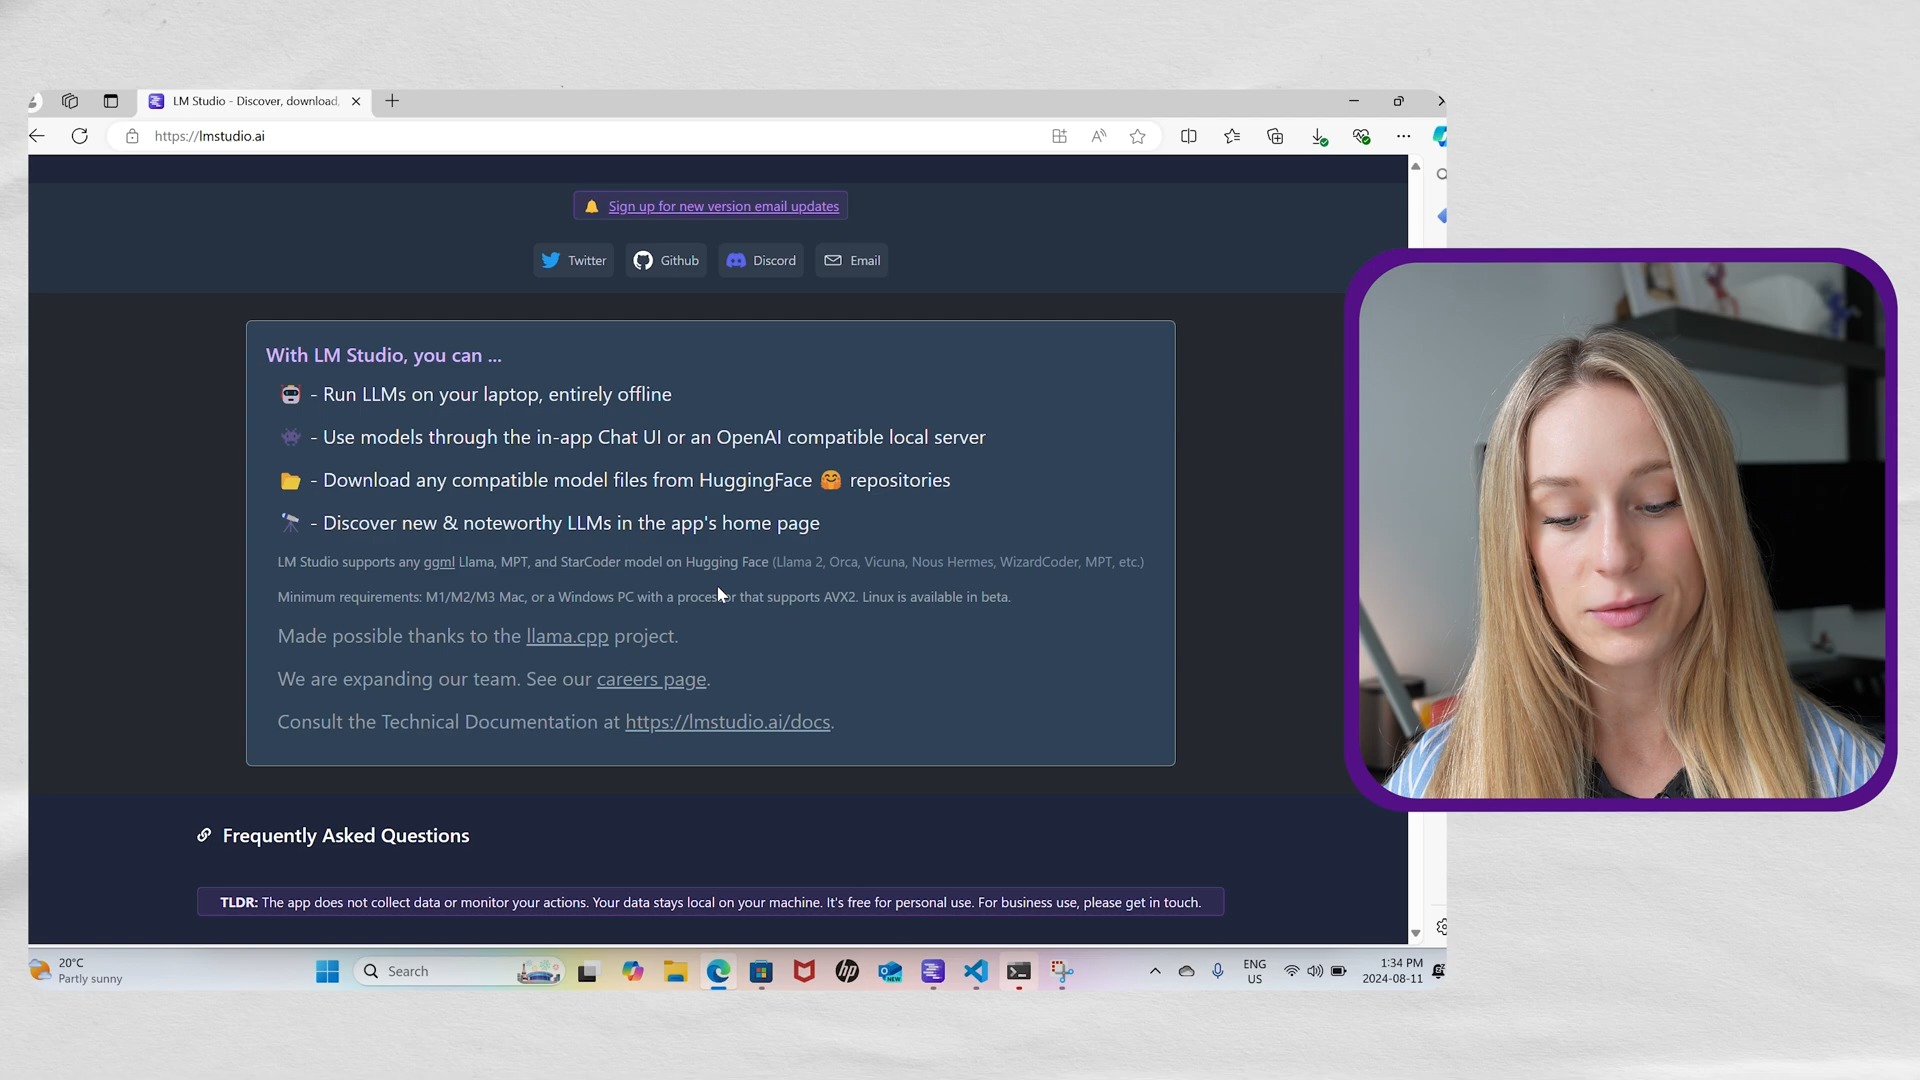 LM Studio - Discover, download,
https://lmstudio.ai
Sign up for new version email updates
Twitter
Github
Discord
Email
With LM Studio, you can ...
- Run LLMs on your laptop, entirely offline
- Use models through the in-app Chat UI or an OpenAI compatible local server
- Download any compatible model files from HuggingFace 🤗 repositories
- Discover new & noteworthy LLMs in the app's home page
LM Studio supports any ggml Llama, MPT, and StarCoder model on Hugging Face (Llama 2, Orca, Vicuna, Nous Hermes, WizardCoder, MPT, etc.)
Minimum requirements: M1/M2/M3 Mac, or a Windows PC with a processor that supports AVX2. Linux is available in beta.
Made possible thanks to the llama.cpp project.
We are expanding our team. See our careers page.
Consult the Technical Documentation at https://lmstudio.ai/docs.
Frequently Asked Questions
TLDR: The app does not collect data or monitor your actions. Your data stays local on your machine. It's free for personal use. For business use, please get in touch.
20°C
Partly sunny
Search
hp
NEW
ENG
US
1:34 PM
2024-08-11